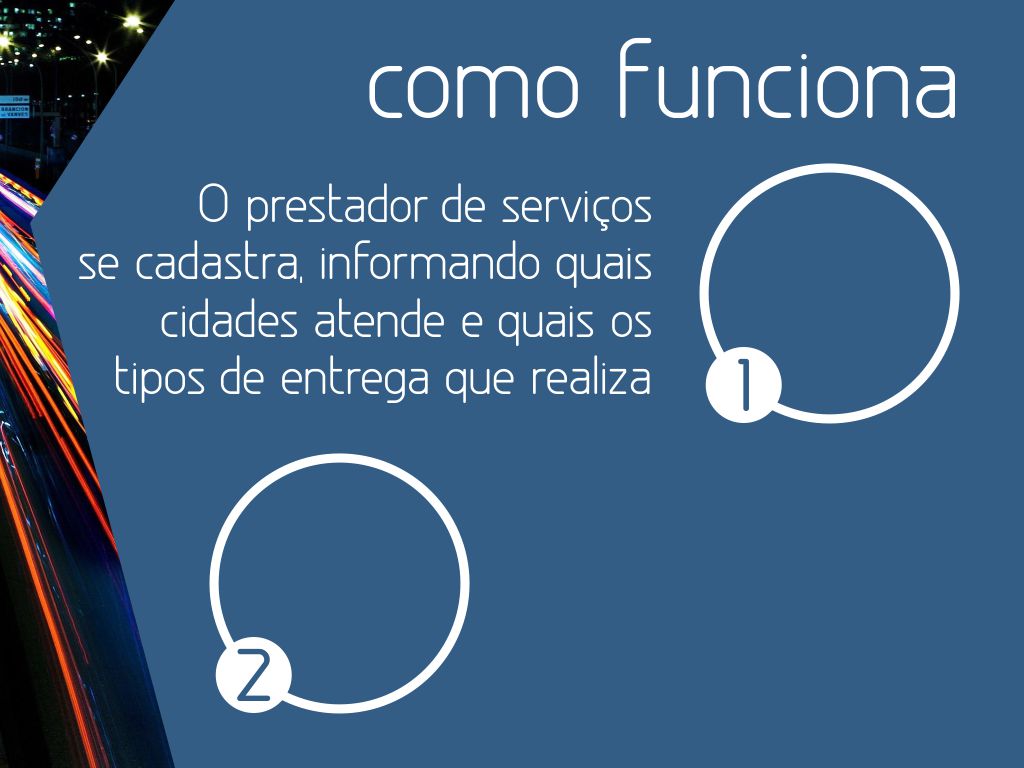 como funciona
O prestador de serviços
se cadastra, informando quais
cidades atende e quais os
tipos de entrega que realiza
1
2